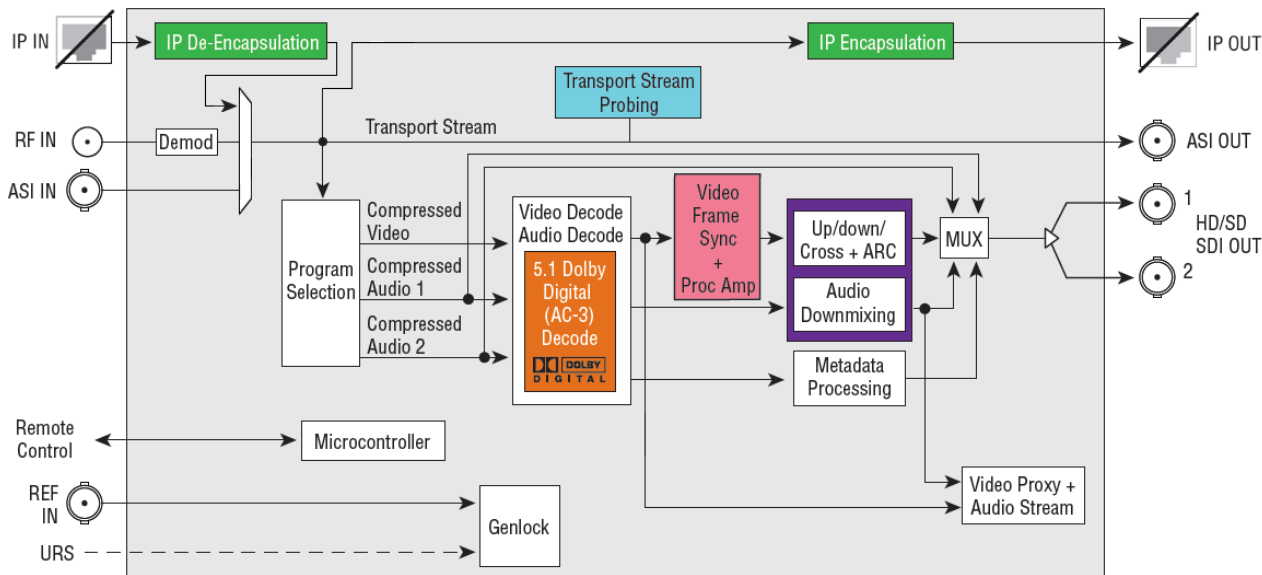 IP IN
IP De-Encapsulation
IP Encapsulation
IP OUT
Transport Stream
Probing
RF IN
Demod
Transport Stream
ASI OUT
ASI IN
Program
Selection
Compressed
Video
Compressed
Audio 1
Compressed
Audio 2
Video Decode
Audio Decode
5.1 Dolby
Digital
(AC-3)
Decode
DOLBY
DIGITAL
Video
Frame
Sync
+
Proc Amp
Up/down/
Cross + ARC
Audio
Downmixing
Metadata
Processing
MUX
1
HD/SD
SDI OUT
2
Remote
Control
Microcontroller
Video Proxy +
Audio Stream
REF
IN
Genlock
URS